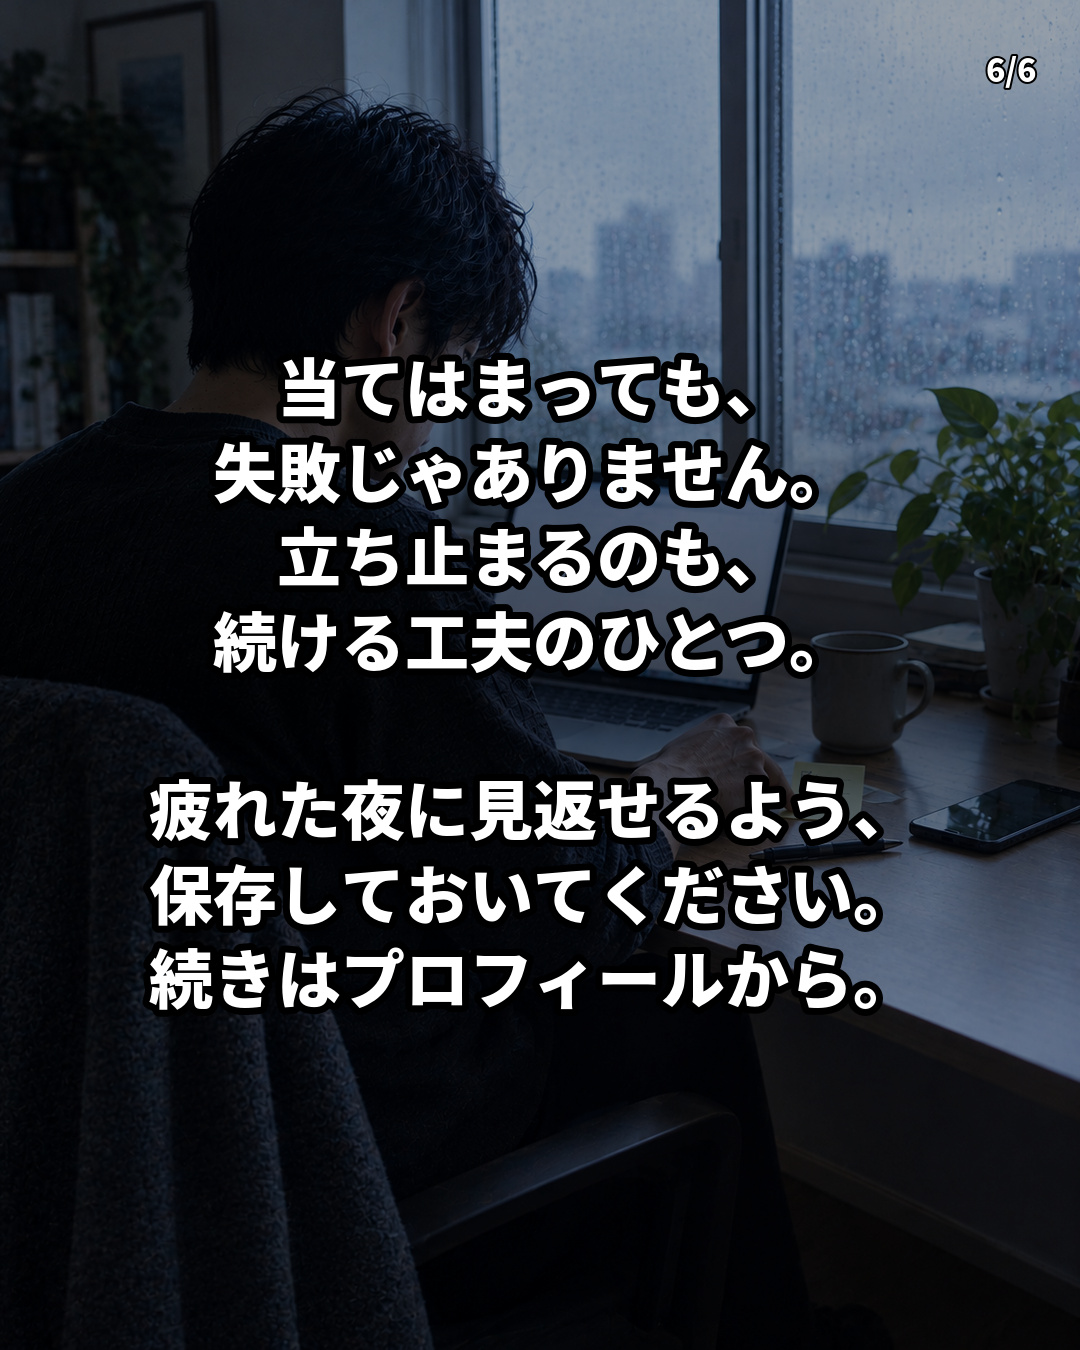 6/6
当てはまっても、
失敗じゃありません。
立ち止まるのも、
続ける工夫のひとつ。
疲れた夜に見返せるよう、
保存しておいてください。
続きはプロフィールから。